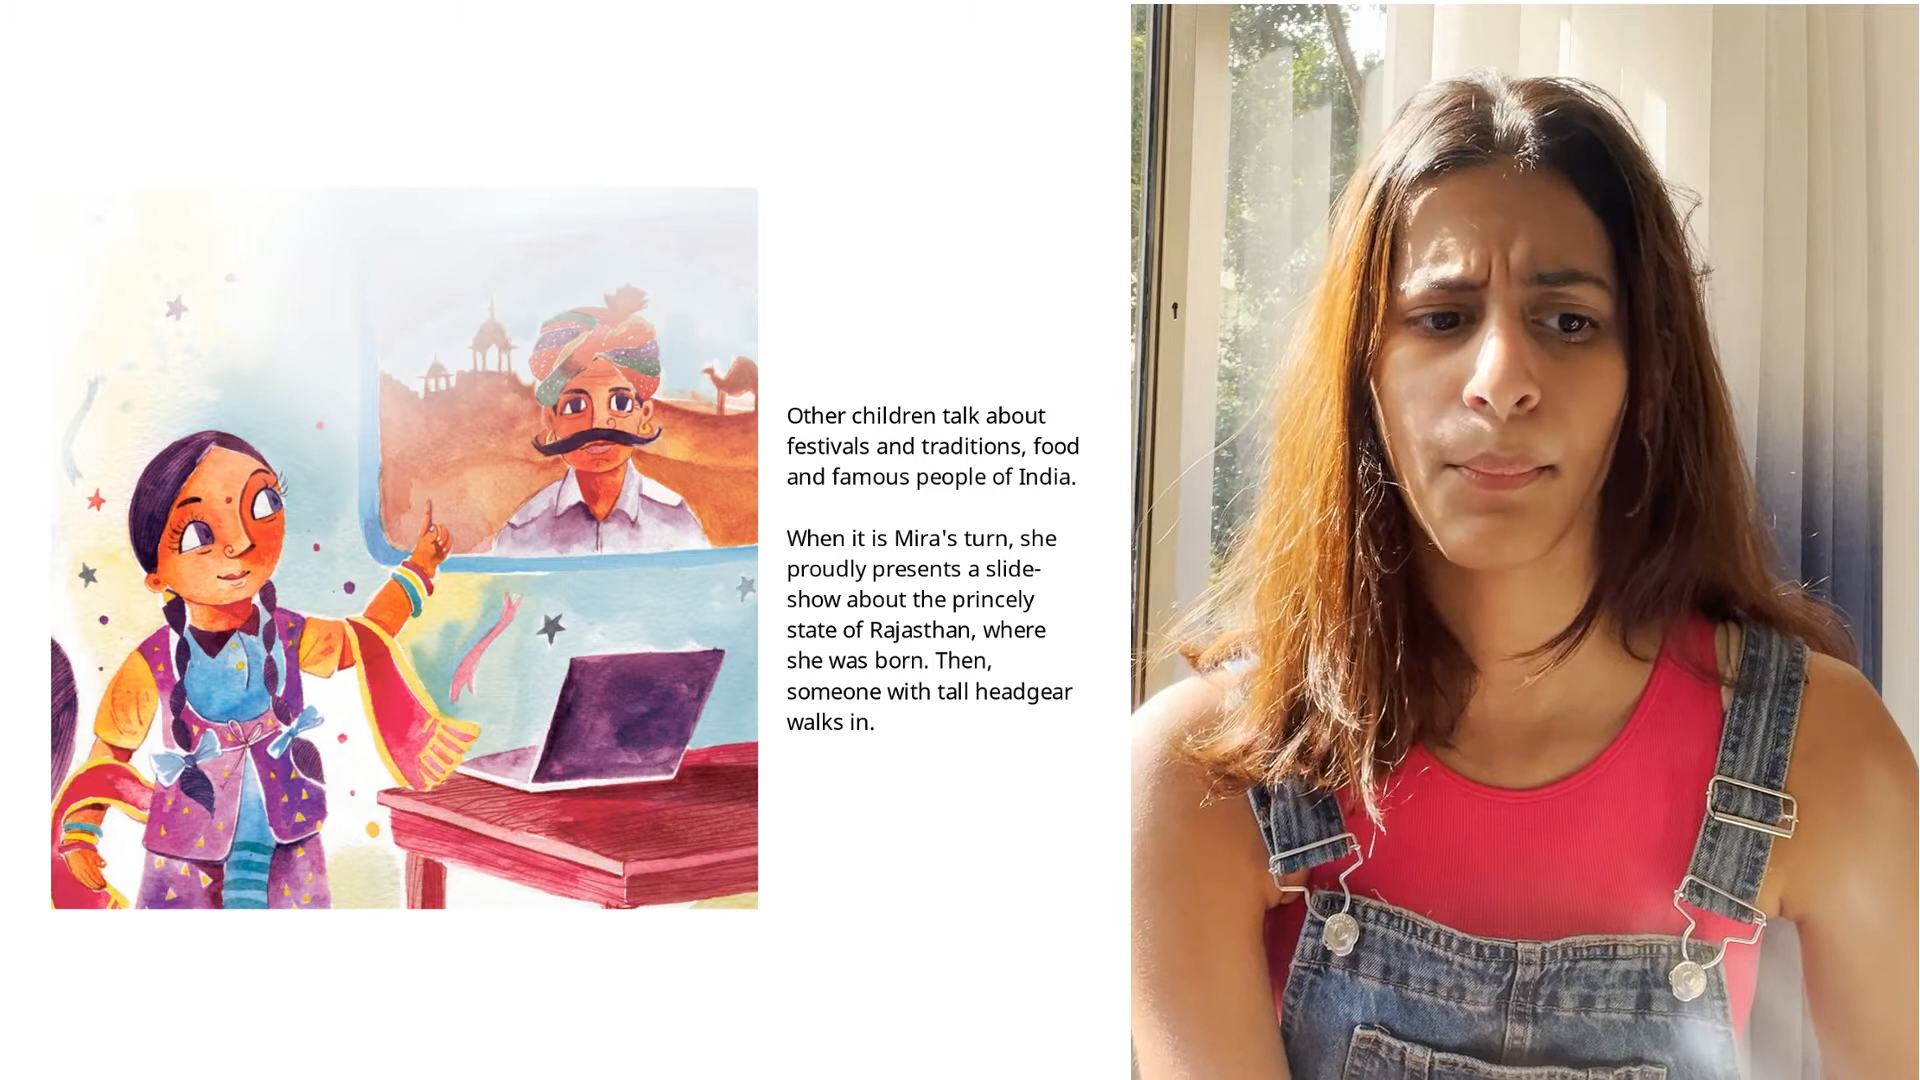 Other children talk about
festivals and traditions, food
and famous people of India.
When it is Mira's turn, she
proudly presents a slide-
show about the princely
state of Rajasthan, where
she was born. Then,
someone with tall headgear
walks in.